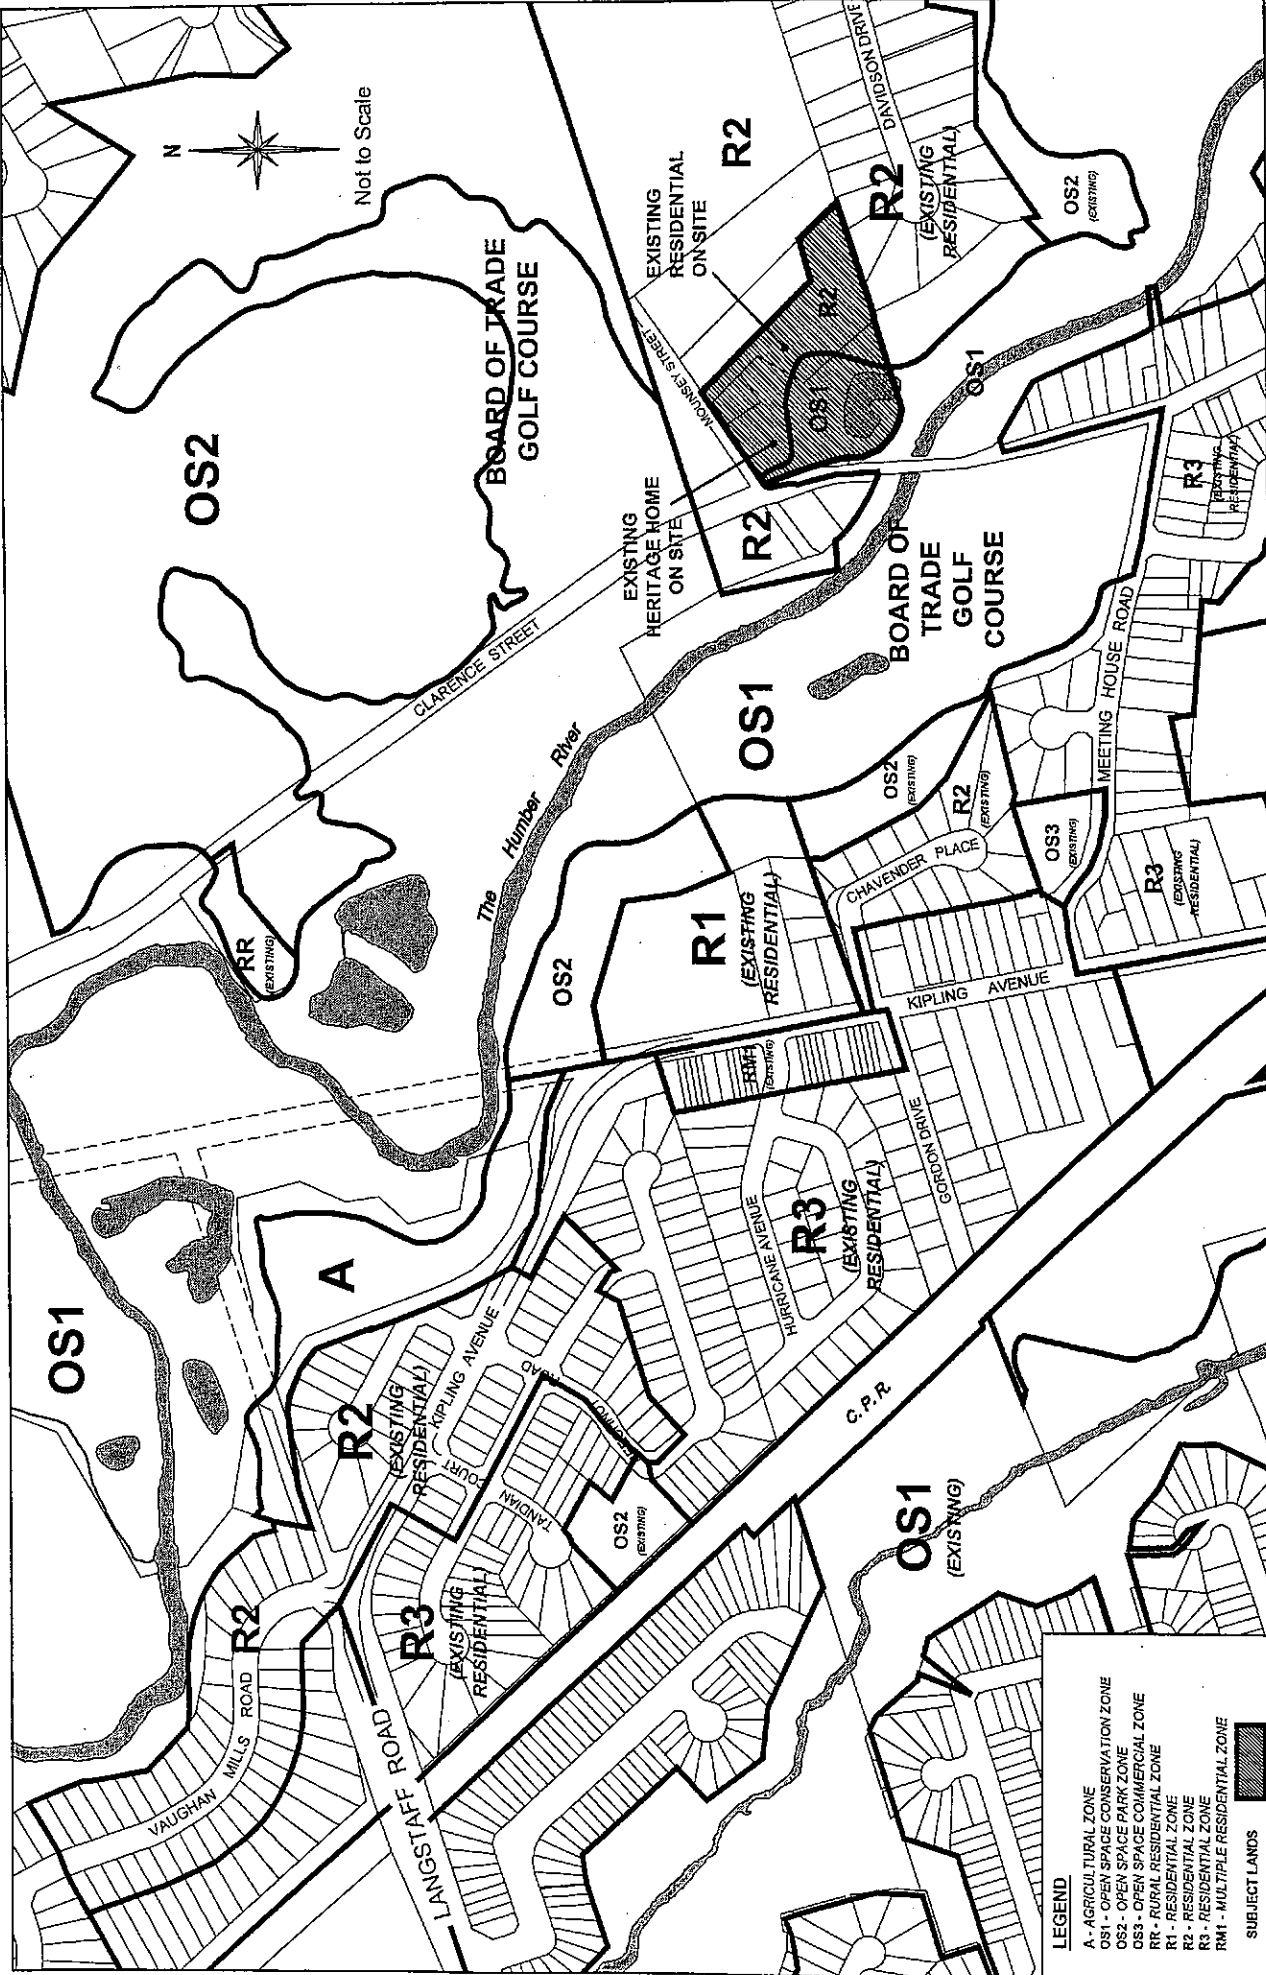 N
Not to Scale
OS2
BOARD OF TRADE
GOLF COURSE
CLARENCE STREET
EXISTING
RESIDENTIAL
ON SITE
R2
DAVIDSON DRIVE
R2
(EXISTING
RESIDENTIAL)
OS2
(EXISTING)
MOUNSEY STREET
R2
OS1
OS1
EXISTING
HERITAGE HOME
ON SITE
R2
BOARD OF
TRADE
GOLF
COURSE
R3
(EXISTING
RESIDENTIAL)
MEETING HOUSE ROAD
The Humber River
OS1
OS2
(EXISTING)
R2
(EXISTING)
CHAVENDER PLACE
OS3
(EXISTING)
R3
(EXISTING
RESIDENTIAL)
RR
(EXISTING)
OS2
R1
(EXISTING
RESIDENTIAL)
KIPLING AVENUE
RM1
(EXISTING)
GORDON DRIVE
HURRICANE AVENUE
R3
(EXISTING
RESIDENTIAL)
OS1
A
R2
(EXISTING
RESIDENTIAL)
KIPLING AVENUE
ROAD
COURT
TANDIAN
OS2
(EXISTING)
C.P.R.
OS1
(EXISTING)
R2
R3
(EXISTING
RESIDENTIAL)
VAUGHAN MILLS ROAD
LANGSTAFF ROAD
LEGEND
A - AGRICULTURAL ZONE
OS1 - OPEN SPACE CONSERVATION ZONE
OS2 - OPEN SPACE PARK ZONE
OS3 - OPEN SPACE COMMERCIAL ZONE
RR - RURAL RESIDENTIAL ZONE
R1 - RESIDENTIAL ZONE
R2 - RESIDENTIAL ZONE
R3 - RESIDENTIAL ZONE
RM1 - MULTIPLE RESIDENTIAL ZONE
SUBJECT LANDS